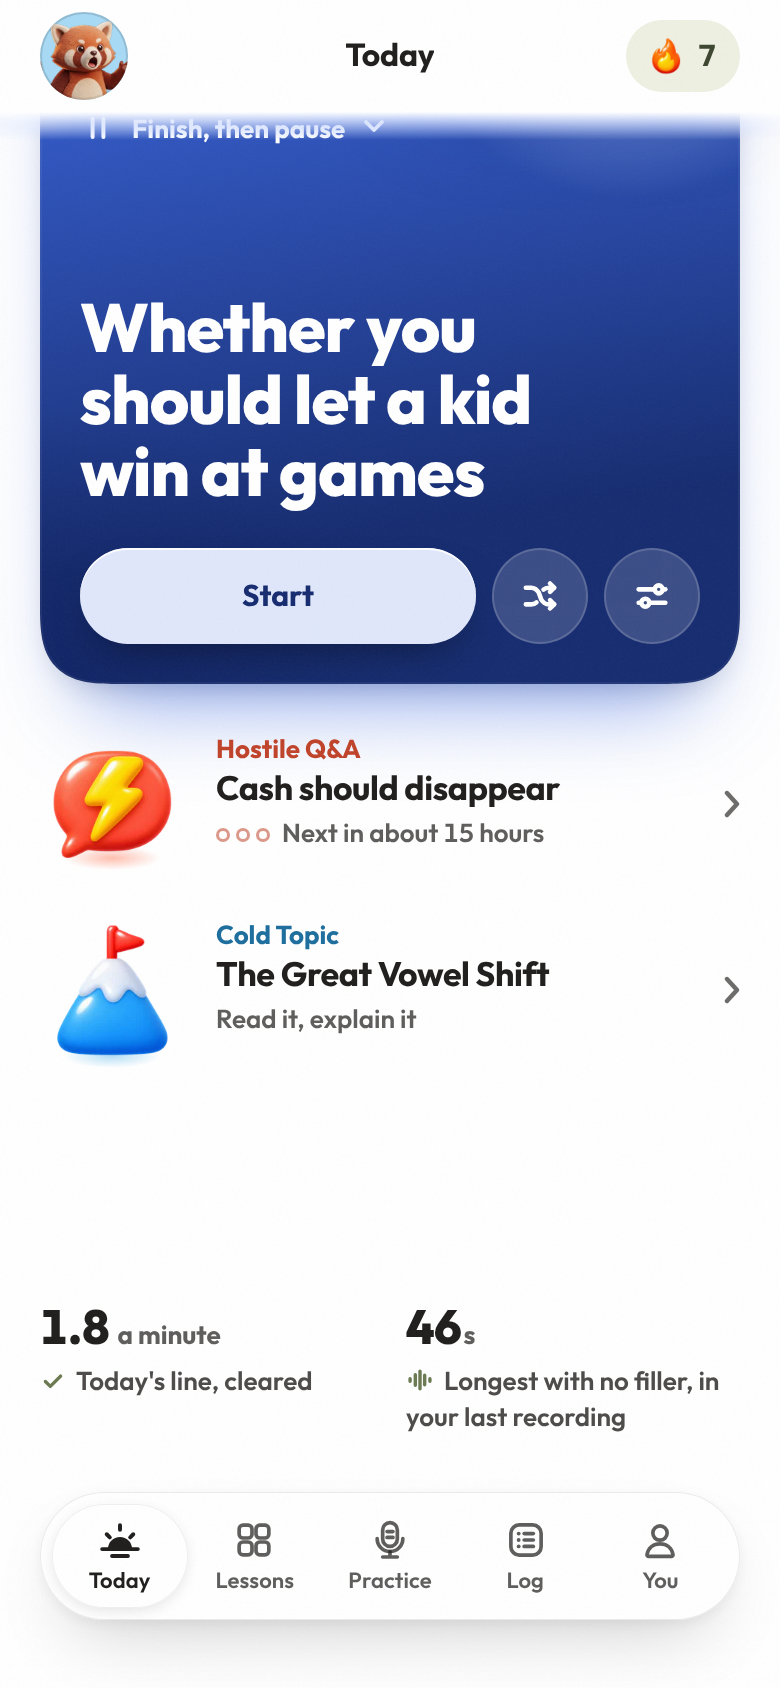 Today
7
Finish, then pause
Whether you
should let a kid
win at games
Start
Hostile Q&A
Cash should disappear
Next in about 15 hours
Cold Topic
The Great Vowel Shift
Read it, explain it
1.8 a minute
Today's line, cleared
46s
Longest with no filler, in
your last recording
Today
Lessons
Practice
Log
You